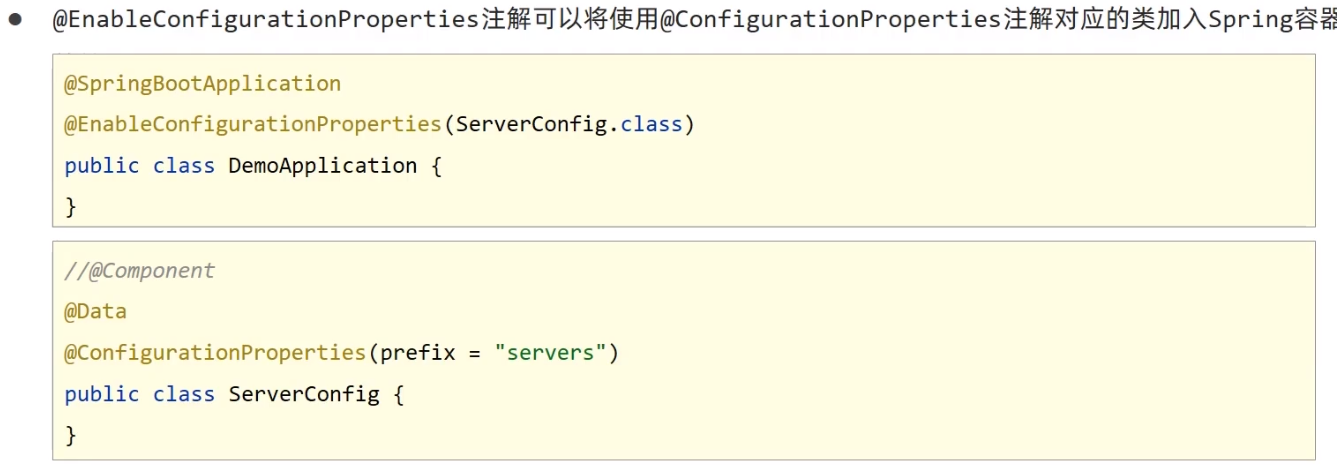 ● @EnableConfigurationProperties注解可以将使用@ConfigurationProperties注解对应的类加入Spring容器
@SpringBootApplication
@EnableConfigurationProperties(ServerConfig.class)
public class DemoApplication {
}
//@Component
@Data
@ConfigurationProperties(prefix = "servers")
public class ServerConfig {
}